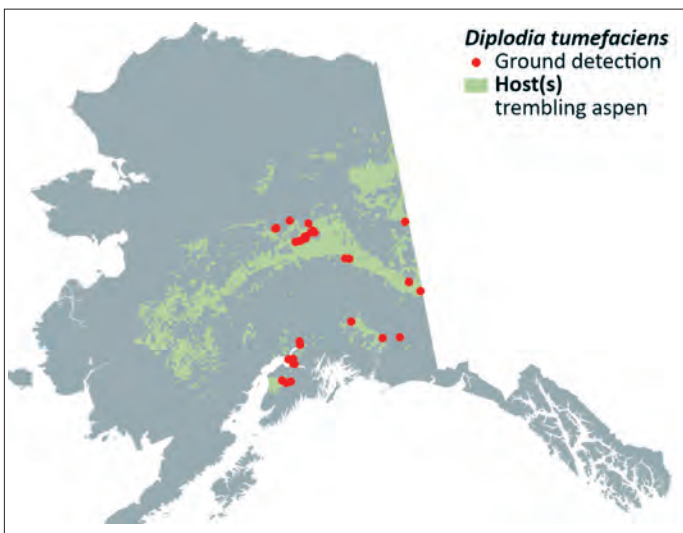 Diplodia tumefaciens
Ground detection
Host(s)
trembling aspen